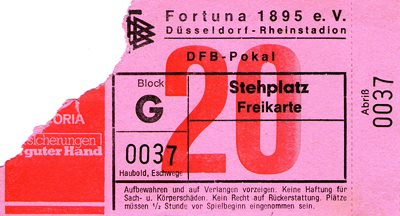 Fortuna 1895 e. V.
Düsseldorf-Rheinstadion
DFB-Pokal
Block
G
0037
Haubold, Eschwege
20
Stehplatz
Freikarte
Abriß
0037
ORIA
sicherungen
guter Hand
Aufbewahren und auf Verlangen vorzeigen. Keine Haftung für
Sach- u. Körperschäden. Kein Recht auf Rückerstattung. Plätze
müssen ½ Stunde vor Spielbeginn eingenommen sein.